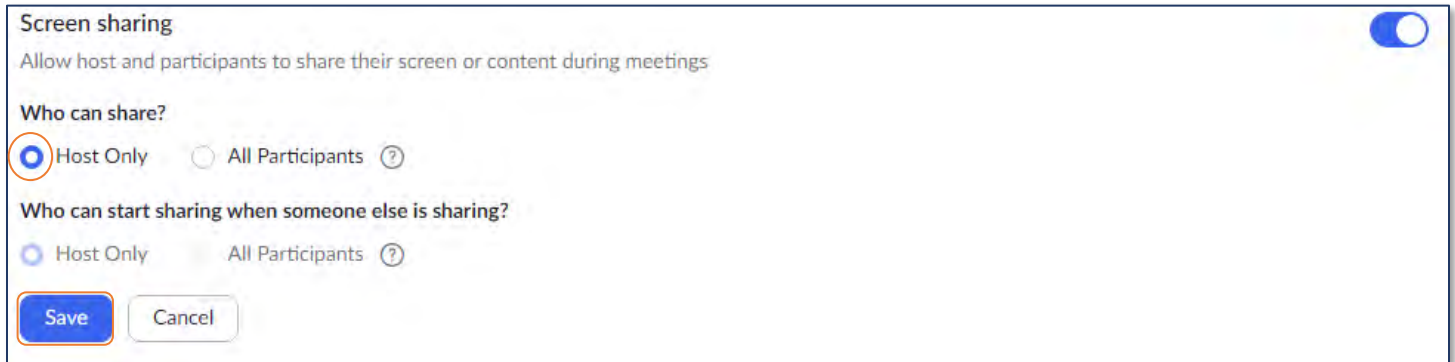 Screen sharing
Allow host and participants to share their screen or content during meetings
Who can share?
Host Only All Participants ?
Who can start sharing when someone else is sharing?
Host Only All Participants ?
Save Cancel